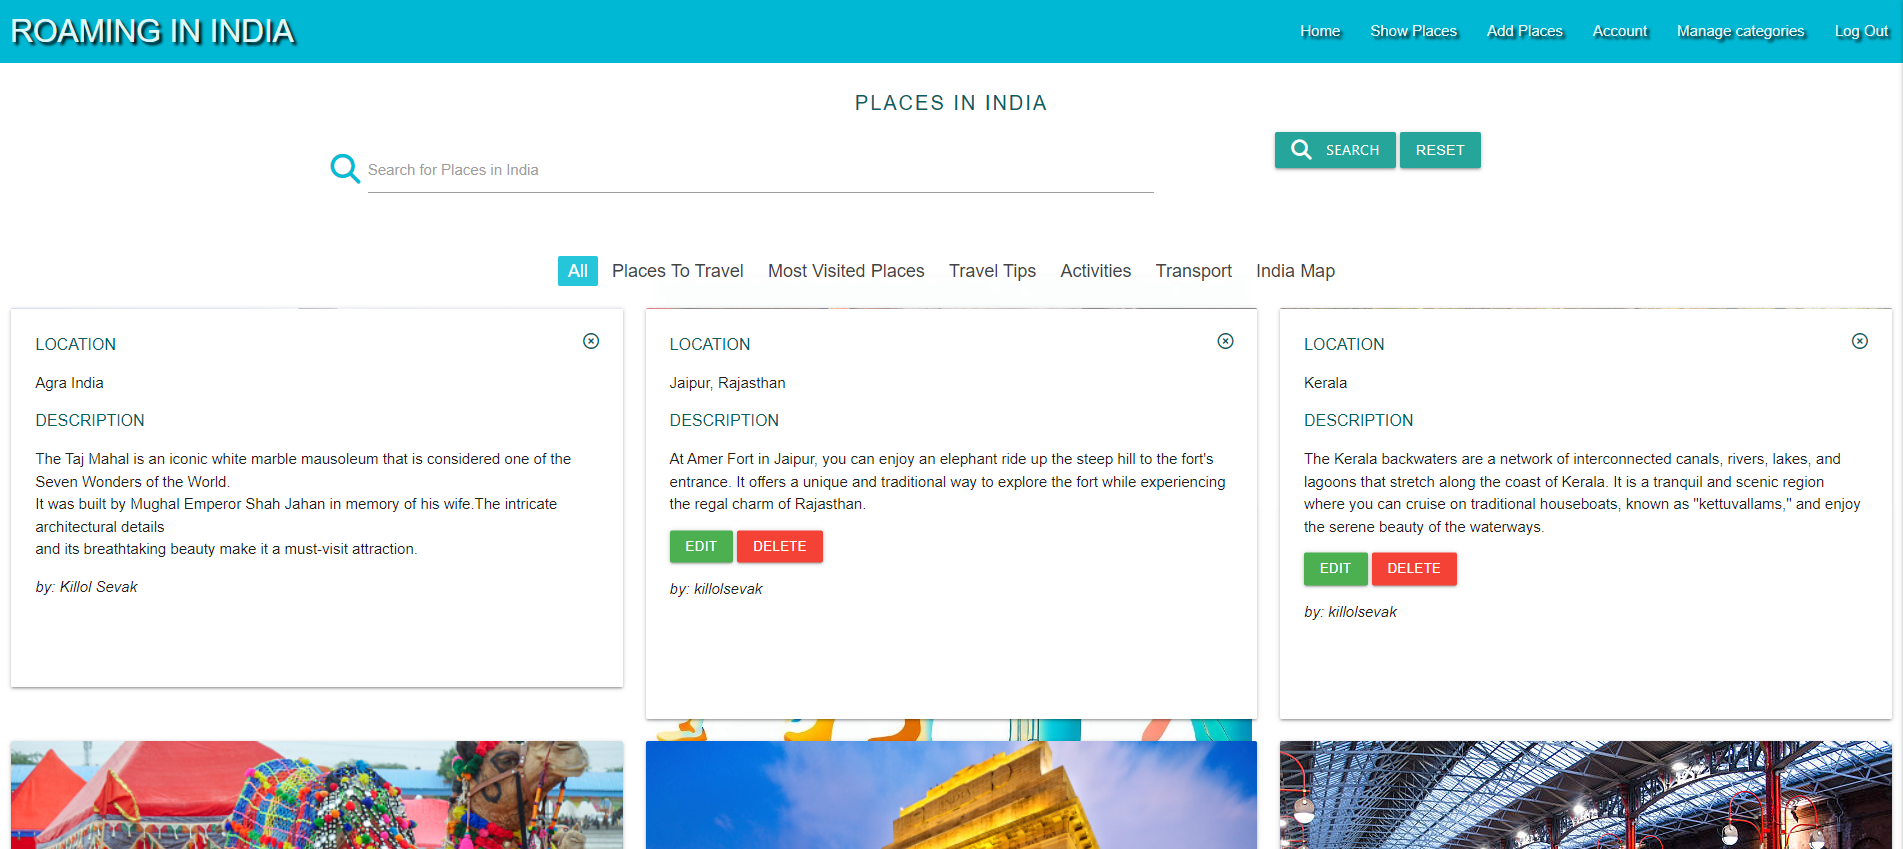 ROAMING IN INDIA
Home Show Places Add Places Account Manage categories Log Out
PLACES IN INDIA
Search for Places in India
SEARCH RESET
All Places To Travel Most Visited Places Travel Tips Activities Transport India Map
LOCATION
Agra India
DESCRIPTION
The Taj Mahal is an iconic white marble mausoleum that is considered one of the
Seven Wonders of the World.
It was built by Mughal Emperor Shah Jahan in memory of his wife.The intricate
architectural details
and its breathtaking beauty make it a must-visit attraction.
by: Killol Sevak
LOCATION
Jaipur, Rajasthan
DESCRIPTION
At Amer Fort in Jaipur, you can enjoy an elephant ride up the steep hill to the fort's
entrance. It offers a unique and traditional way to explore the fort while experiencing
the regal charm of Rajasthan.
EDIT DELETE
by: killolsevak
LOCATION
Kerala
DESCRIPTION
The Kerala backwaters are a network of interconnected canals, rivers, lakes, and
lagoons that stretch along the coast of Kerala. It is a tranquil and scenic region
where you can cruise on traditional houseboats, known as "kettuvallams," and enjoy
the serene beauty of the waterways.
EDIT DELETE
by: killolsevak